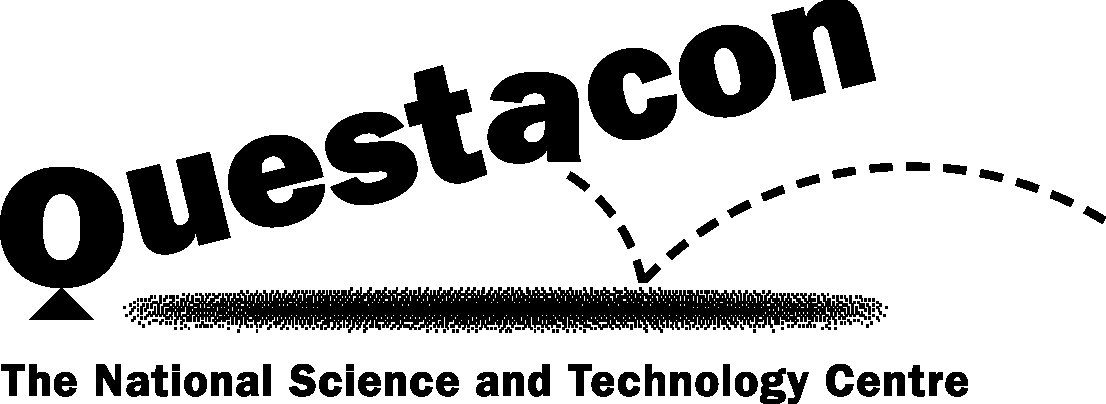 Questacon
The National Science and Technology Centre